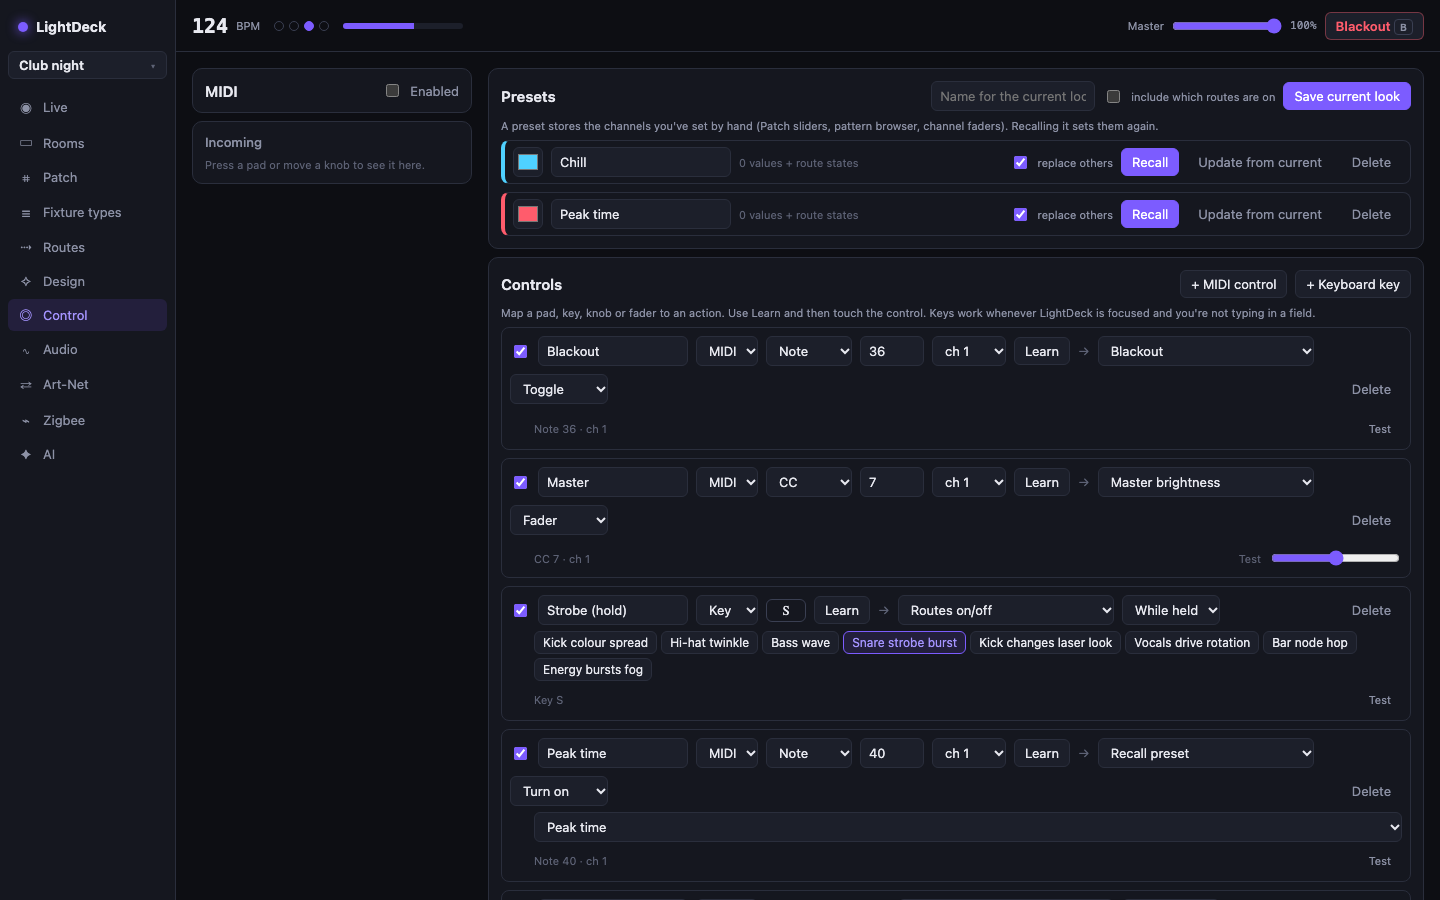 LightDeck
124 BPM
Master 100% Blackout B
Club night
Live
Rooms
Patch
Fixture types
Routes
Design
Control
Audio
Art-Net
Zigbee
AI
MIDI Enabled
Incoming
Press a pad or move a knob to see it here.
Presets Name for the current loc include which routes are on Save current look
A preset stores the channels you've set by hand (Patch sliders, pattern browser, channel faders). Recalling it sets them again.
Chill 0 values + route states replace others Recall Update from current Delete
Peak time 0 values + route states replace others Recall Update from current Delete
Controls + MIDI control + Keyboard key
Map a pad, key, knob or fader to an action. Use Learn and then touch the control. Keys work whenever LightDeck is focused and you're not typing in a field.
Blackout MIDI Note 36 ch 1 Learn → Blackout
Toggle Delete
Note 36 · ch 1 Test
Master MIDI CC 7 ch 1 Learn → Master brightness
Fader Delete
CC 7 · ch 1 Test
Strobe (hold) Key S Learn → Routes on/off While held Delete
Kick colour spread Hi-hat twinkle Bass wave Snare strobe burst Kick changes laser look Vocals drive rotation Bar node hop
Energy bursts fog
Key S Test
Peak time MIDI Note 40 ch 1 Learn → Recall preset
Turn on Delete
Peak time
Note 40 · ch 1 Test